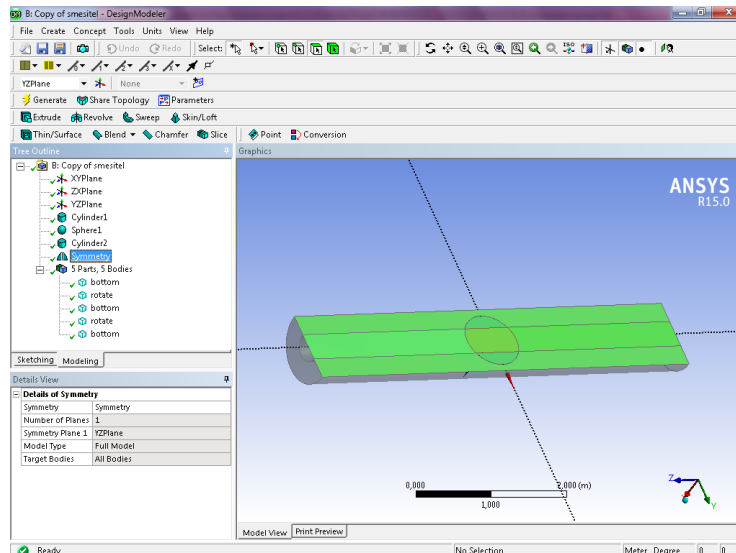 B: Copy of smesitel - DesignModeler
File Create Concept Tools Units View Help
Undo Redo Select:
YZPlane None
Generate Share Topology Parameters
Extrude Revolve Sweep Skin/Loft
Thin/Surface Blend Chamfer Slice Point Conversion
Tree Outline
B: Copy of smesitel
XYPlane
ZXPlane
YZPlane
Cylinder1
Sphere1
Cylinder2
Symmetry
5 Parts, 5 Bodies
bottom
rotate
bottom
rotate
bottom
Sketching Modeling
Details View
Details of Symmetry
Symmetry Symmetry
Number of Planes 1
Symmetry Plane 1 YZPlane
Model Type Full Model
Target Bodies All Bodies
Graphics
ANSYS
R15.0
0,000 2,000 (m)
1,000
Z
Y
Model View Print Preview
Ready No Selection Meter Degree 0 0